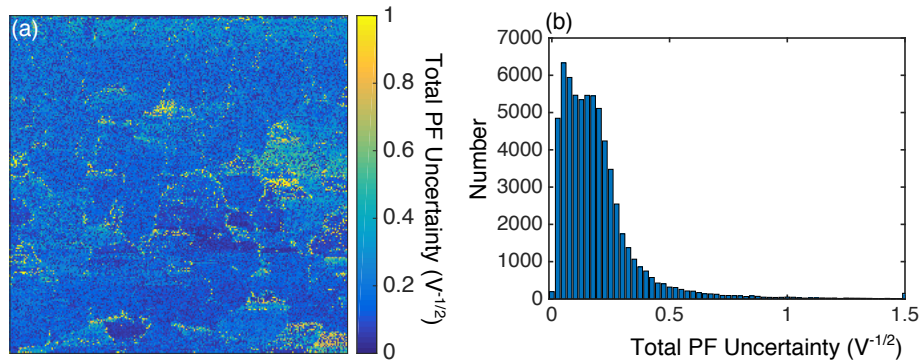 (a)
1
0.8
0.6
0.4
0.2
0
Total PF Uncertainty (V-1/2)
(b)
7000
6000
5000
4000
3000
2000
1000
0
Number
0 0.5 1 1.5
Total PF Uncertainty (V-1/2)